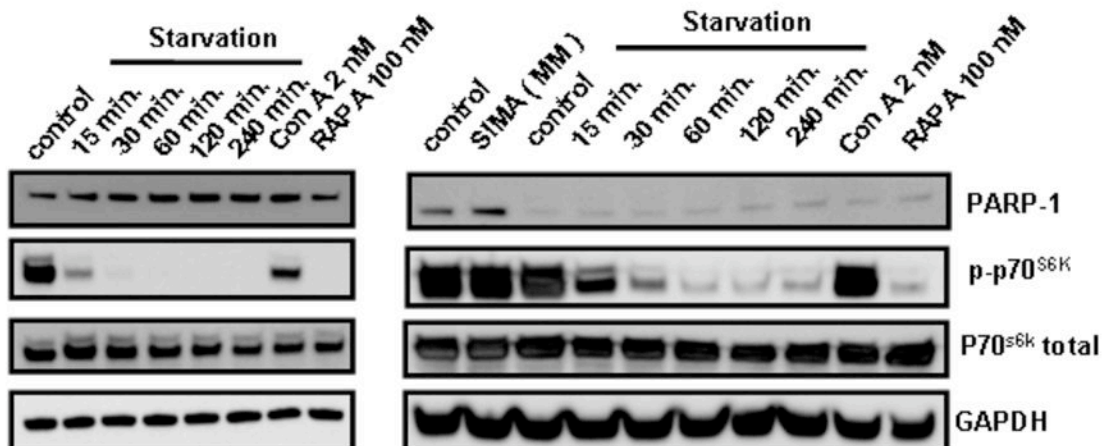 Starvation
control
15 min.
30 min.
60 min.
120 min.
240 min.
Con A 2 nM
RAPA 100 nM
Starvation
control
SIMA ( MM )
control
15 min.
30 min.
60 min.
120 min.
240 min.
Con A 2 nM
RAPA 100 nM
PARP-1
p-p70S6K
P70s6k total
GAPDH